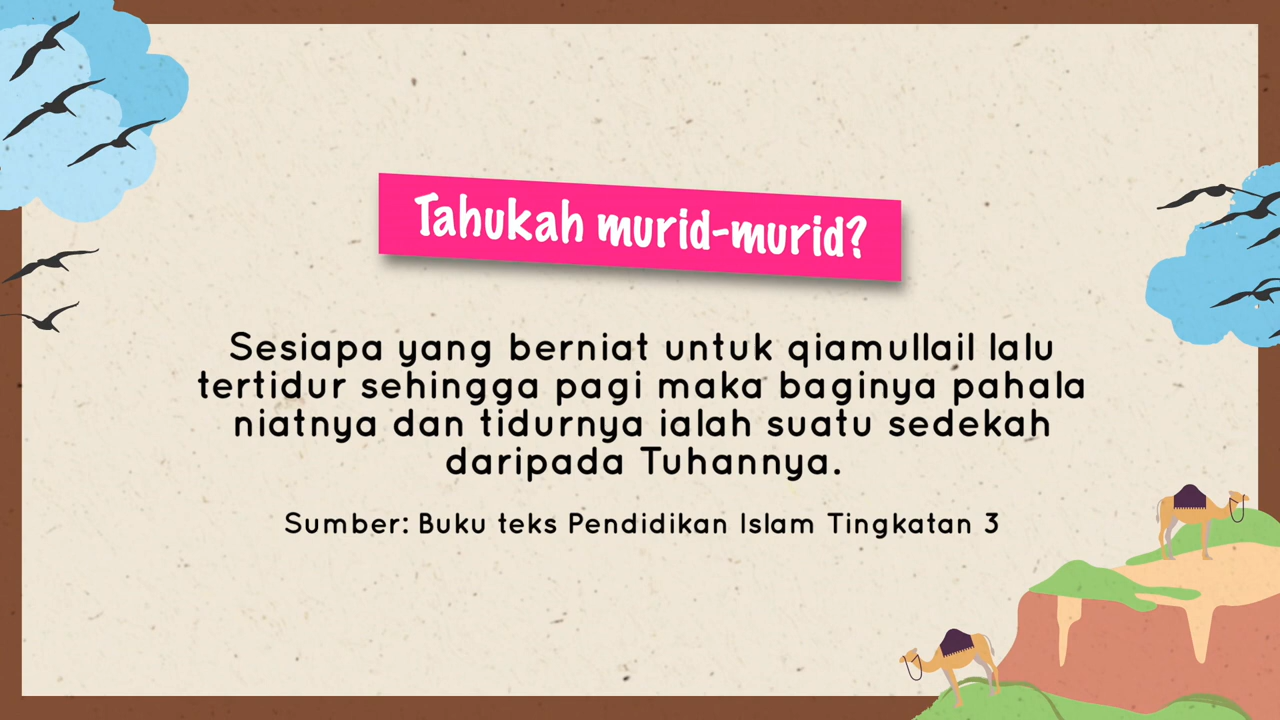 Tahukah murid-murid?
Sesiapa yang berniat untuk qiamullail lalu
tertidur sehingga pagi maka baginya pahala
niatnya dan tidurnya ialah suatu sedekah
daripada Tuhannya.
Sumber: Buku teks Pendidikan Islam Tingkatan 3